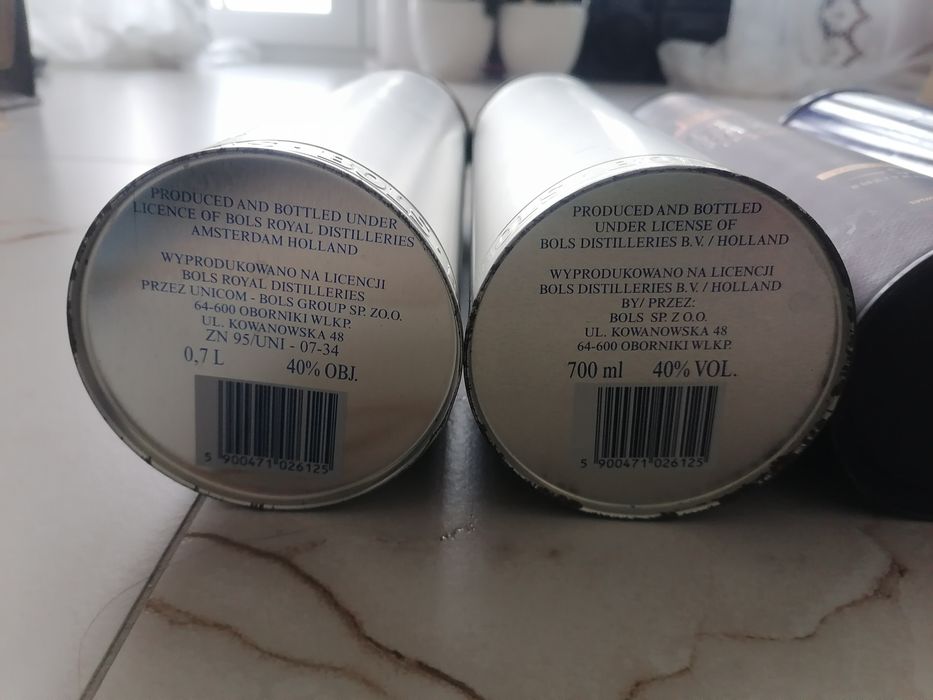 PRODUCED AND BOTTLED UNDER
LICENCE OF BOLS ROYAL DISTILLERIES
AMSTERDAM HOLLAND
WYPRODUKOWANO NA LICENCJI
BOLS ROYAL DISTILLERIES
PRZEZ UNICOM - BOLS GROUP SP. ZO.O.
64-600 OBORNIKI WLKP.
UL. KOWANOWSKA 48
ZN 95/UNI - 07-34
0,7 L 40% OBJ.
5 900471 026125
PRODUCED AND BOTTLED
UNDER LICENSE OF
BOLS DISTILLERIES B.V. / HOLLAND
WYPRODUKOWANO NA LICENCJI
BOLS DISTILLERIES B.V. / HOLLAND
BY/ PRZEZ:
BOLS SP. Z O.O.
UL. KOWANOWSKA 48
64-600 OBORNIKI WLKP.
700 ml 40% VOL.
5 900471 026125